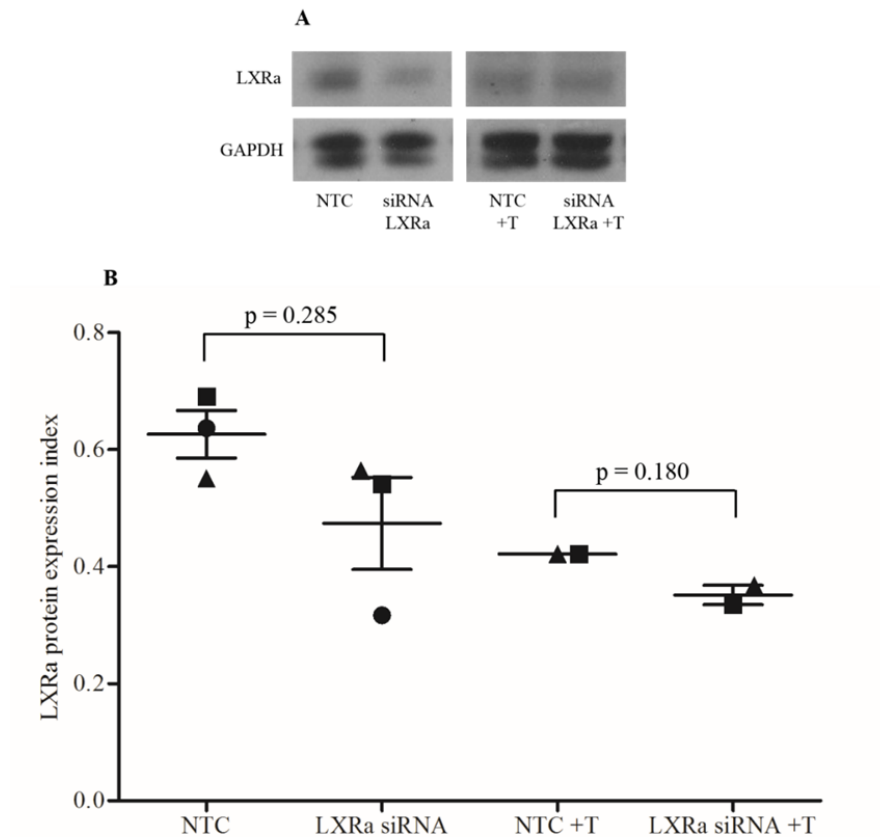 A
LXRa
GAPDH
NTC siRNA NTC siRNA
LXRa +T LXRa +T
B
p = 0.285
p = 0.180
LXRa protein expression index
0.8
0.6
0.4
0.2
0.0
NTC LXRa siRNA NTC +T LXRa siRNA +T